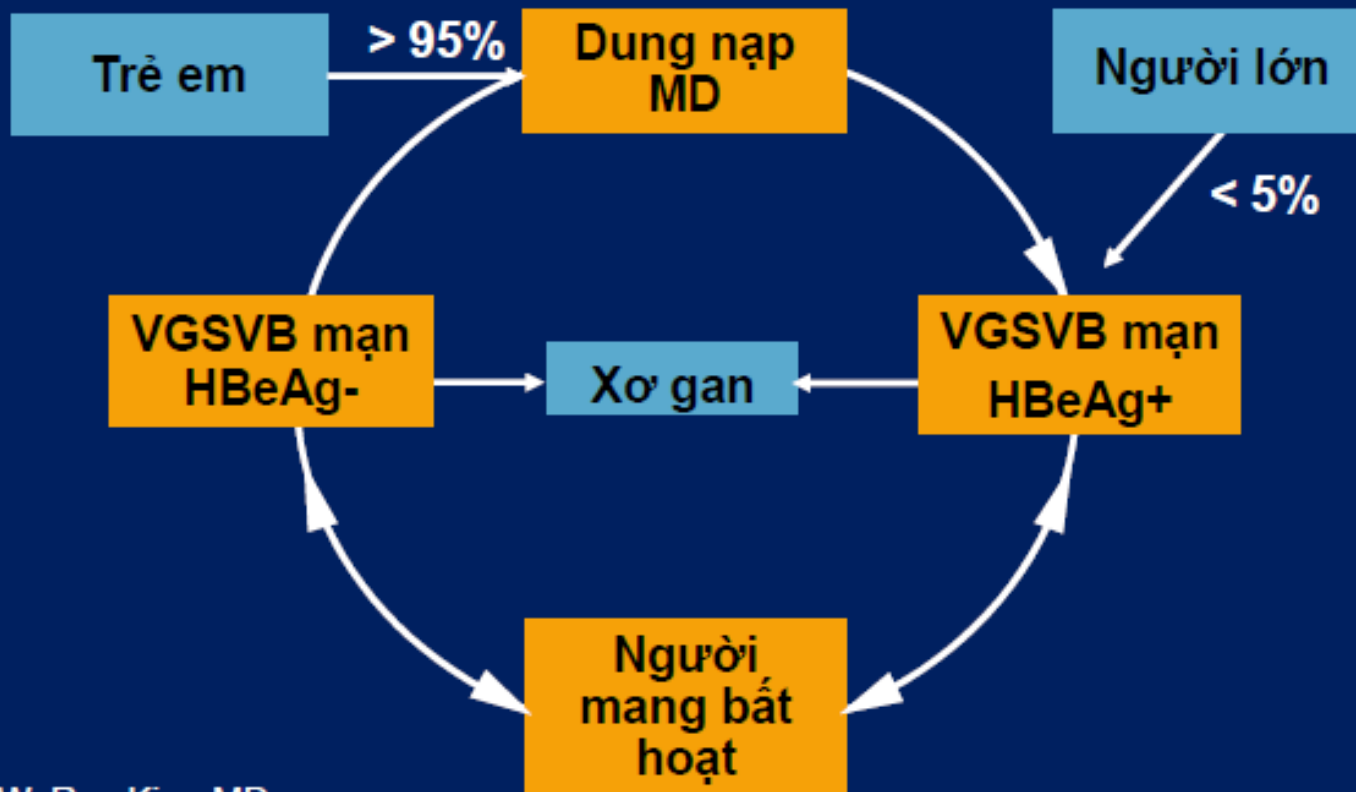 Trẻ em
> 95%
Dung nạp
MD
Người lớn
< 5%
VGSVB mạn
HBeAg-
Xơ gan
VGSVB mạn
HBeAg+
Người
mang bất
hoạt